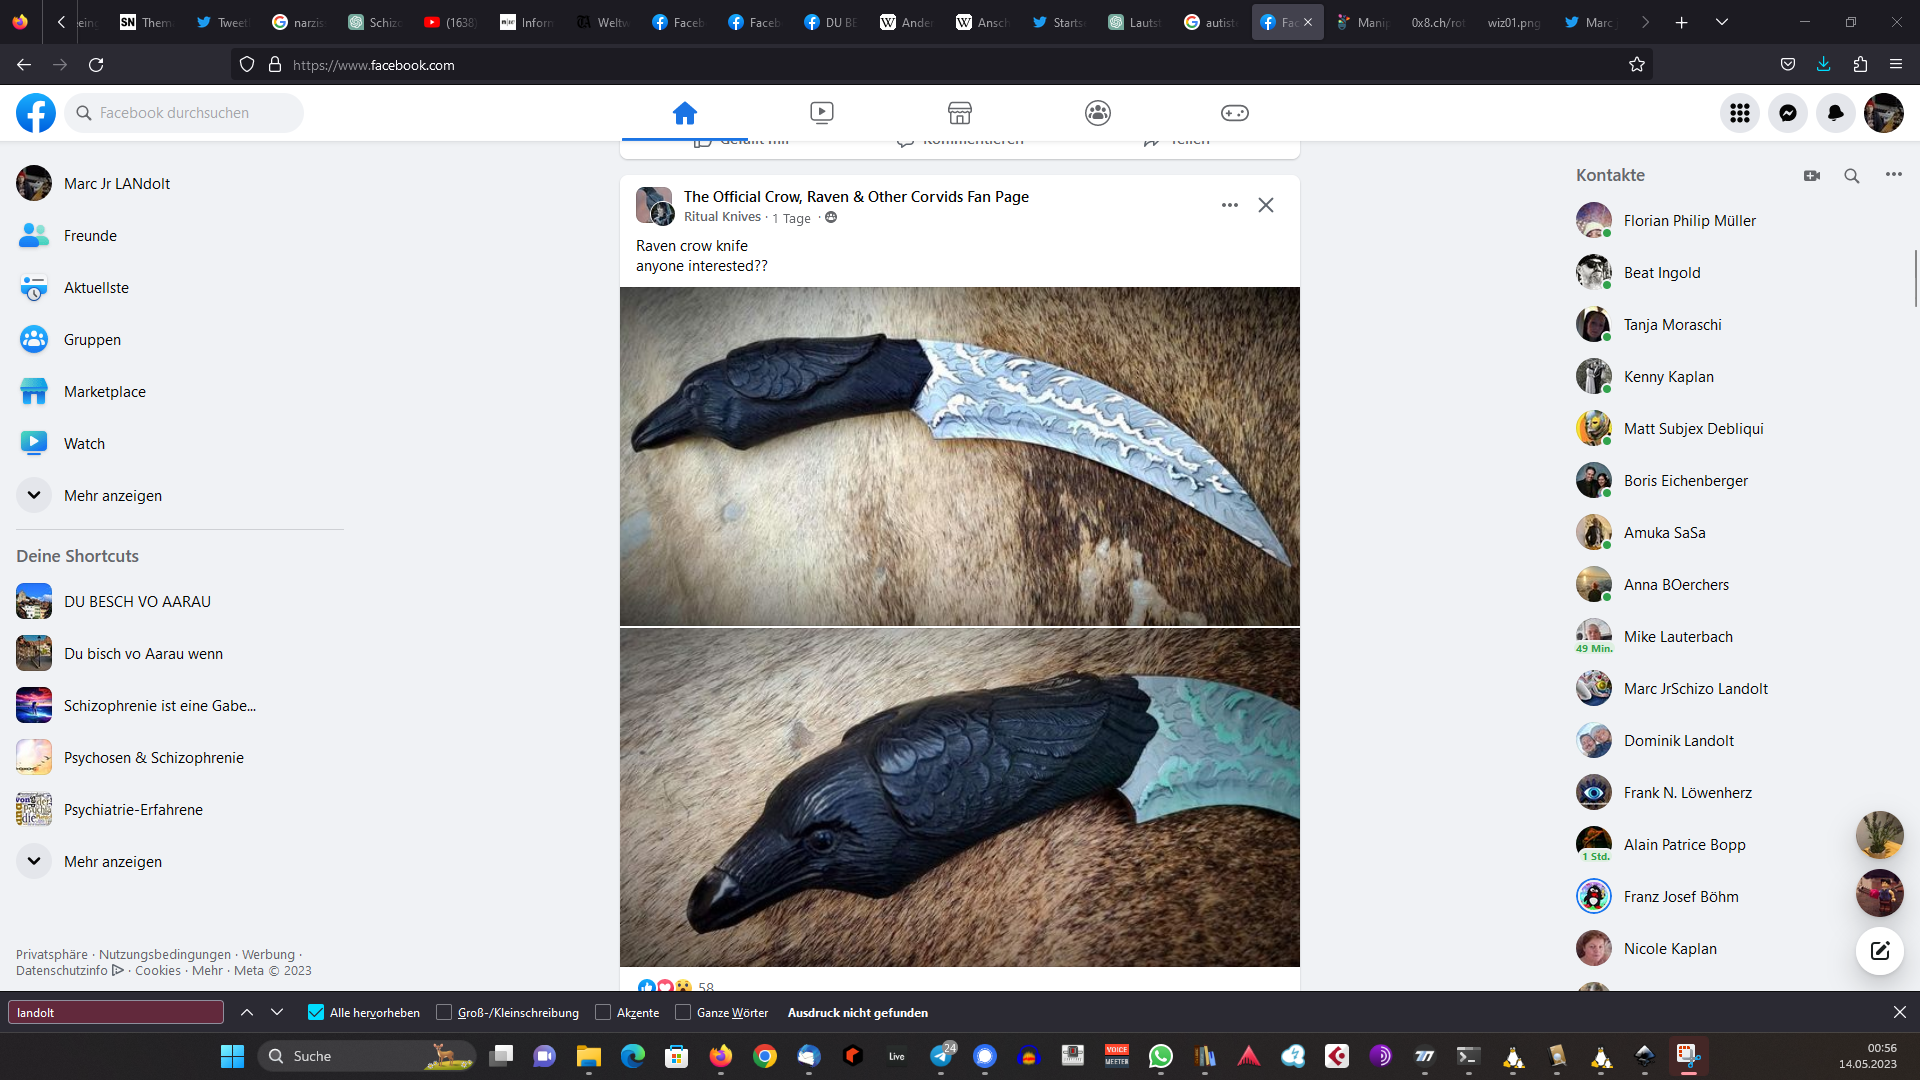 Them
Tweet
narzis
Schizo
(1638)
Inform
Weltw
Faceb
Faceb
DU BE
Ander
Ansch
Starts
Lautst
autist
Fac
Manip
0x8.ch/rot
wiz01.png
Marc J
https://www.facebook.com
Facebook durchsuchen
Gefällt mir
Kommentieren
Teilen
Marc Jr LANdolt
Freunde
Aktuellste
Gruppen
Marketplace
Watch
Mehr anzeigen
Deine Shortcuts
DU BESCH VO AARAU
Du bisch vo Aarau wenn
Schizophrenie ist eine Gabe...
Psychosen & Schizophrenie
Psychiatrie-Erfahrene
Mehr anzeigen
Privatsphäre · Nutzungsbedingungen · Werbung ·
Datenschutzinfo · Cookies · Mehr · Meta © 2023
The Official Crow, Raven & Other Corvids Fan Page
Ritual Knives · 1 Tage ·
Raven crow knife
anyone interested??
58
Kontakte
Florian Philip Müller
Beat Ingold
Tanja Moraschi
Kenny Kaplan
Matt Subjex Debliqui
Boris Eichenberger
Amuka SaSa
Anna BOerchers
Mike Lauterbach
49 Min.
Marc JrSchizo Landolt
Dominik Landolt
Frank N. Löwenherz
Alain Patrice Bopp
1 Std.
Franz Josef Böhm
Nicole Kaplan
landolt
Alle hervorheben
Groß-/Kleinschreibung
Akzente
Ganze Wörter
Ausdruck nicht gefunden
Suche
Live
24
VOICE
MEETER
00:56
14.05.2023